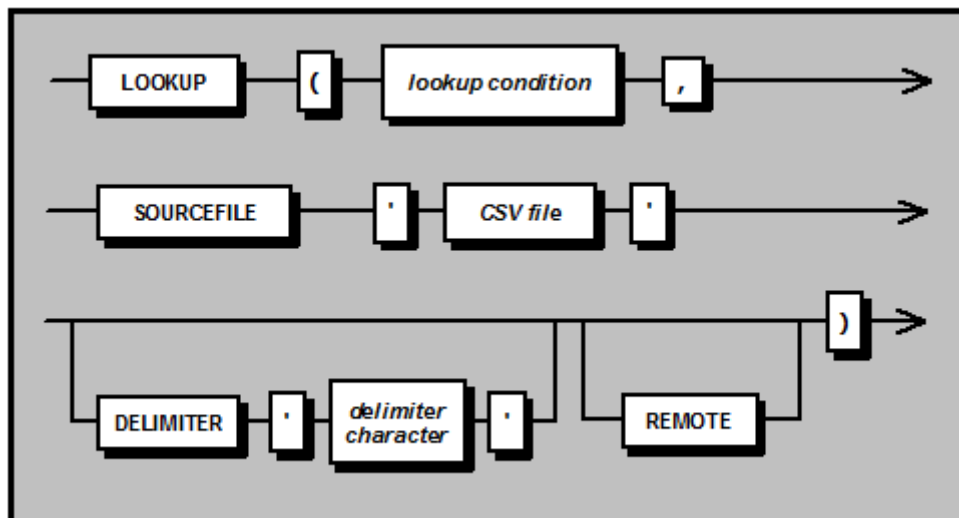 LOOKUP ( lookup condition ,
SOURCEFILE ' CSV file '
)
DELIMITER ' delimiter character ' REMOTE